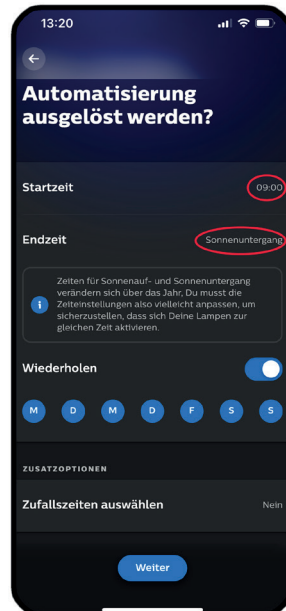 13:20
Automatisierung
ausgelöst werden?
Startzeit 09:00
Endzeit Sonnenuntergang
Zeiten für Sonnenauf- und Sonnenuntergang
verändern sich über das Jahr, Du musst die
Zeiteinstellungen also vielleicht anpassen, um
sicherzustellen, dass sich Deine Lampen zur
gleichen Zeit aktivieren.
Wiederholen
M D M D F S S
ZUSATZOPTIONEN
Zufallszeiten auswählen Nein
Weiter